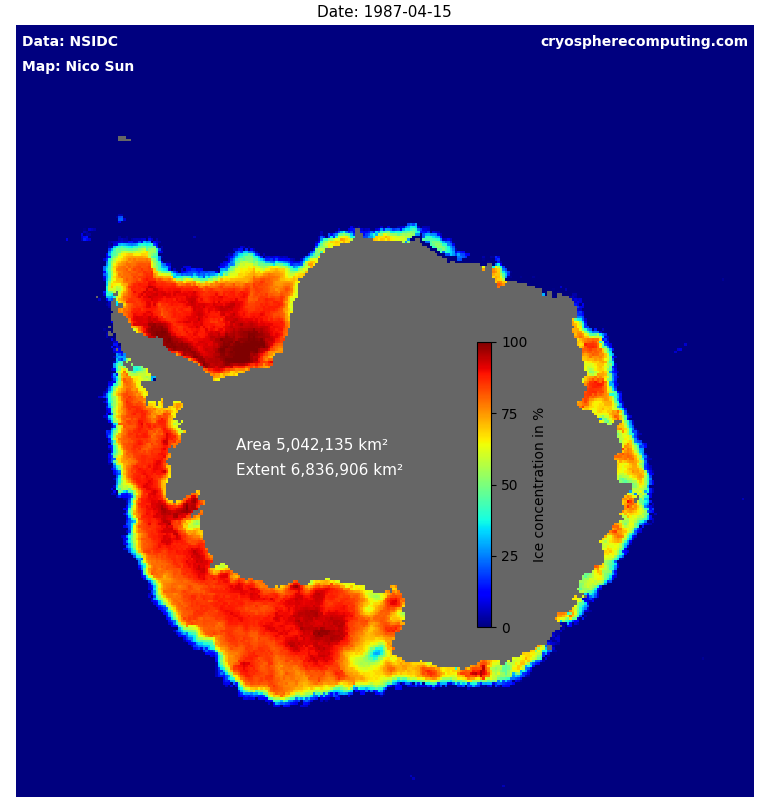 Date: 1987-04-15
Data: NSIDC
cryospherecomputing.com
Map: Nico Sun
100
75
50
25
0
Ice concentration in %
Area 5,042,135 km²
Extent 6,836,906 km²